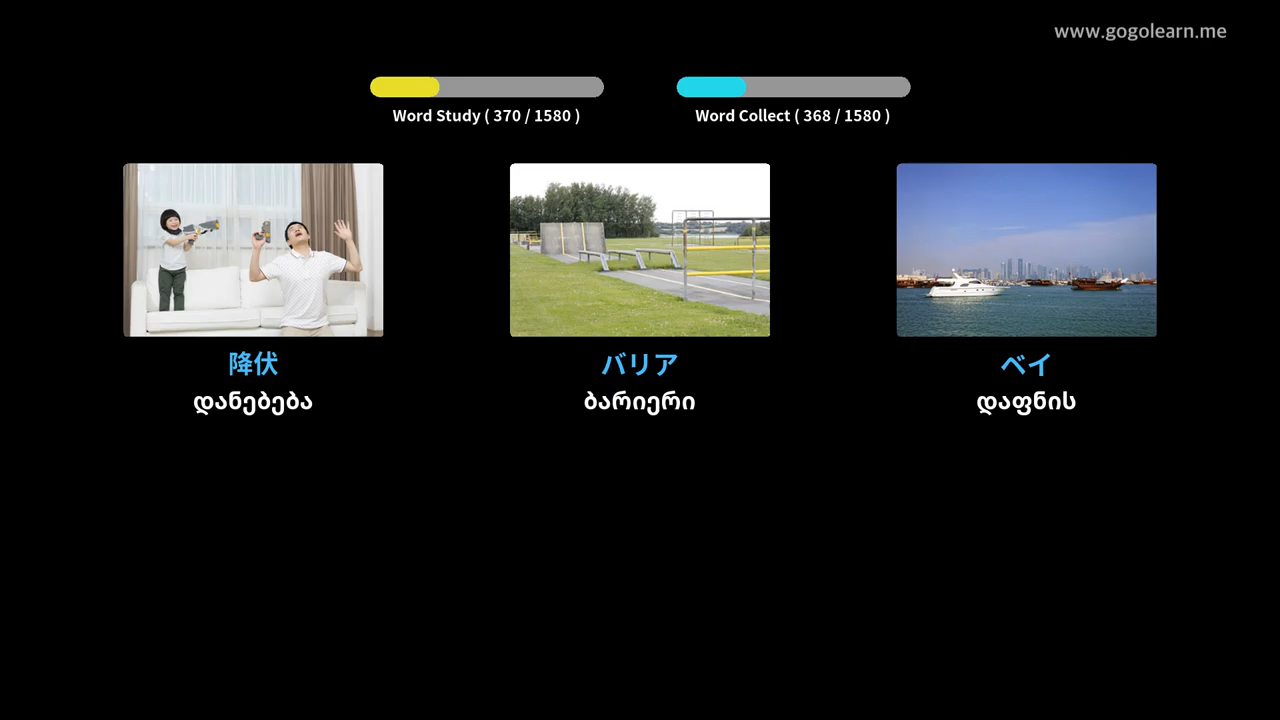 www.gogolearn.me
Word Study ( 370 / 1580 )
Word Collect ( 368 / 1580 )
降伏
დანებება
バリア
ბარიერი
ベイ
დაფნის